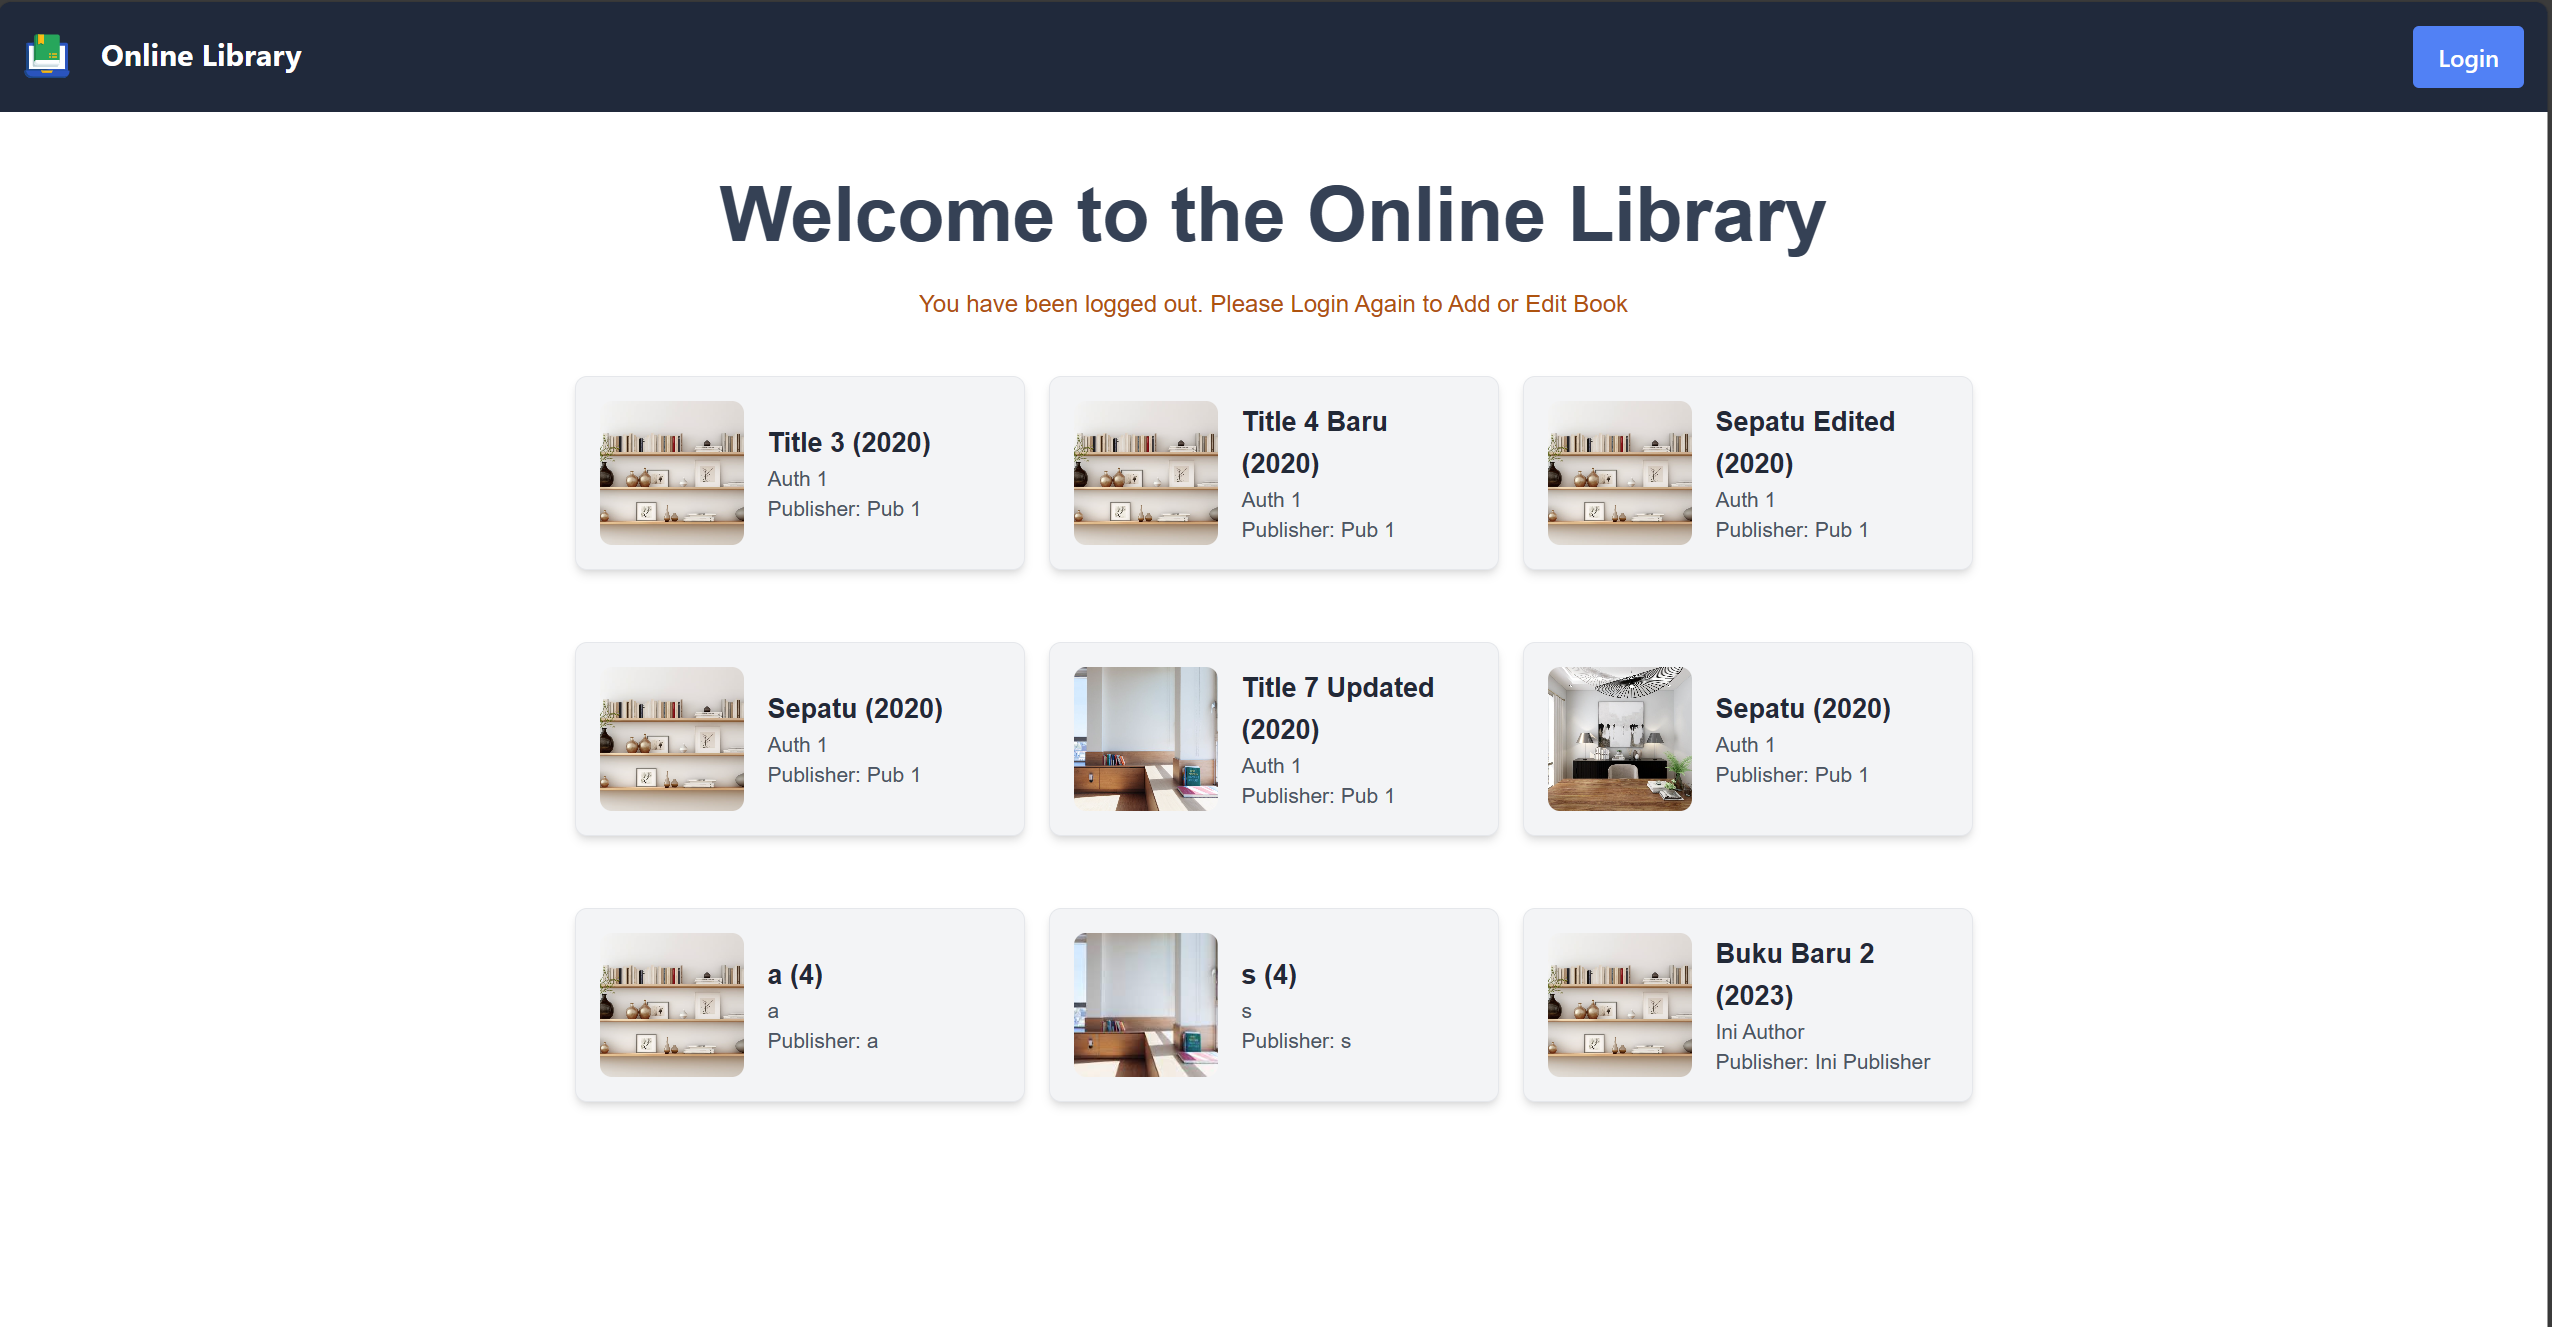 Online Library
Login
Welcome to the Online Library
You have been logged out. Please Login Again to Add or Edit Book
Title 3 (2020)
Auth 1
Publisher: Pub 1
Title 4 Baru
(2020)
Auth 1
Publisher: Pub 1
Sepatu Edited
(2020)
Auth 1
Publisher: Pub 1
Sepatu (2020)
Auth 1
Publisher: Pub 1
Title 7 Updated
(2020)
Auth 1
Publisher: Pub 1
Sepatu (2020)
Auth 1
Publisher: Pub 1
a (4)
a
Publisher: a
s (4)
s
Publisher: s
Buku Baru 2
(2023)
Ini Author
Publisher: Ini Publisher